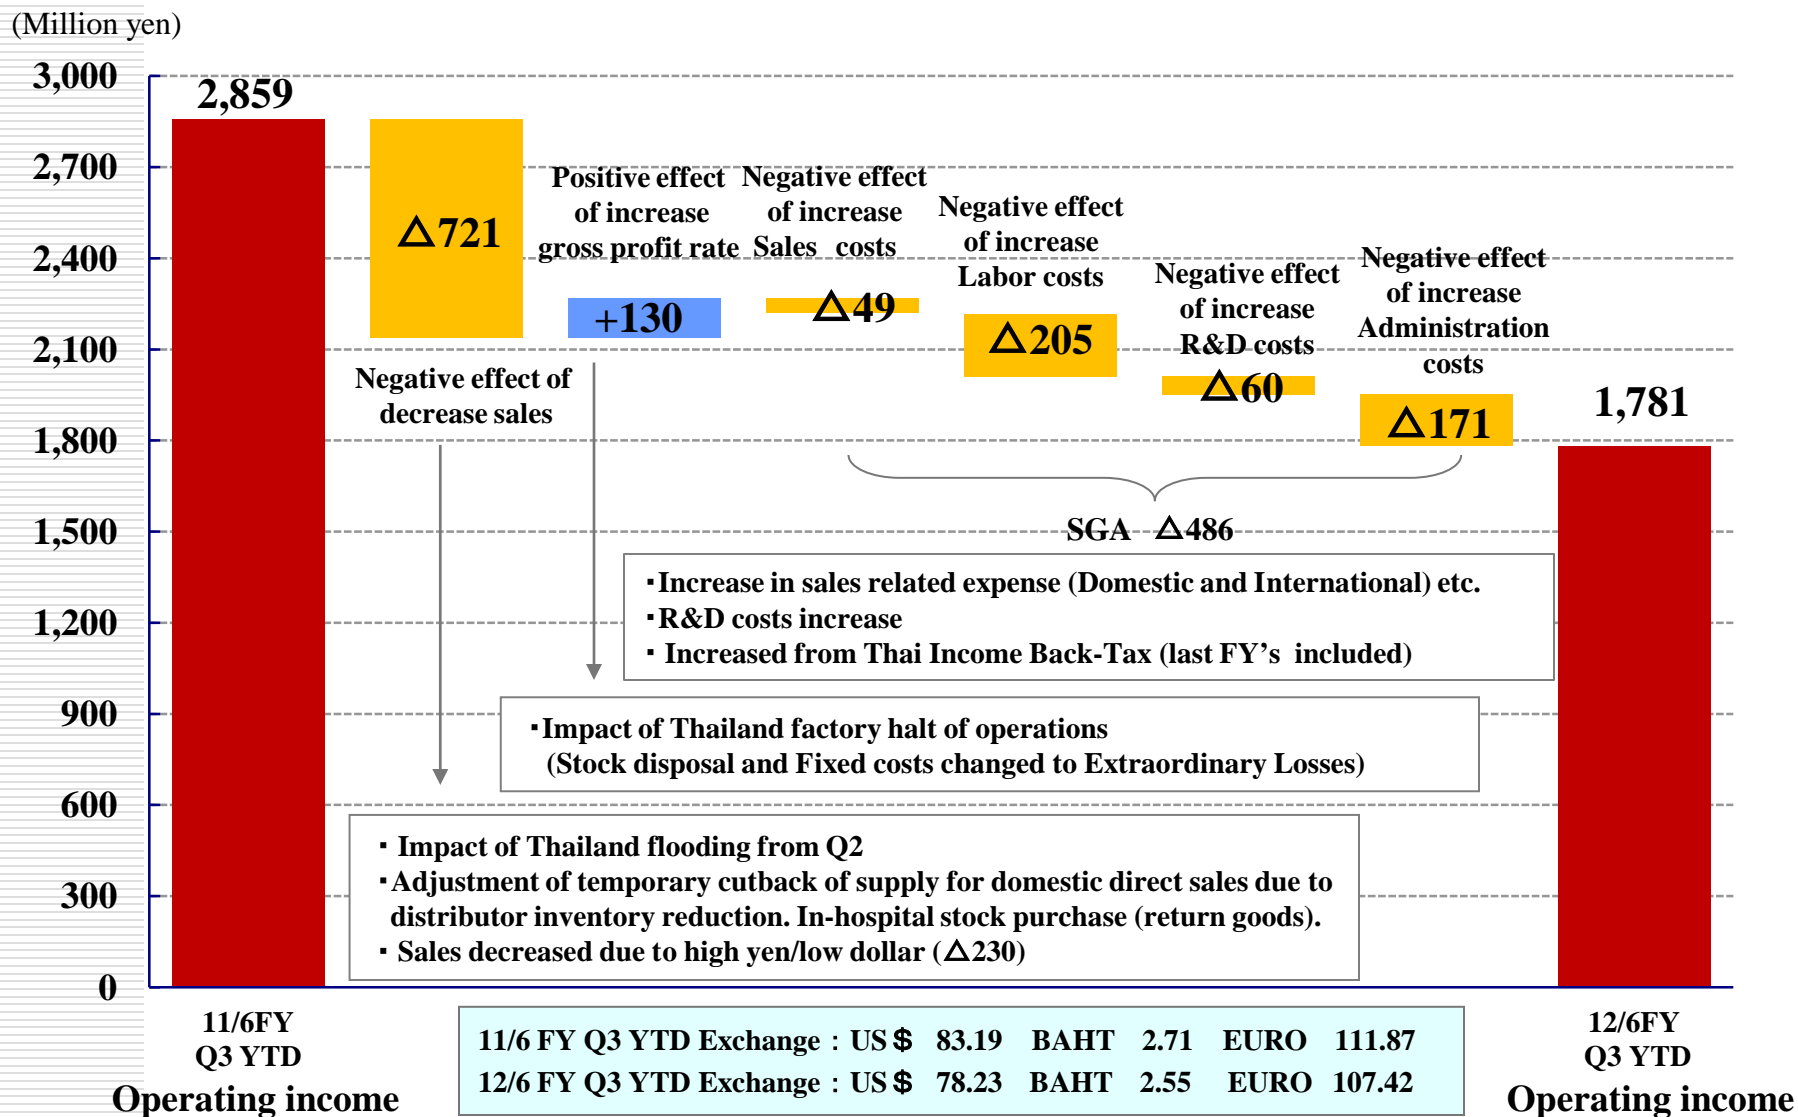 (Million yen)
3,000
2,700
2,400
2,100
1,800
1,500
1,200
900
600
300
0
2,859
△721
Negative effect of
decrease sales
Positive effect
of increase
gross profit rate
+130
Negative effect
of increase
Sales costs
△49
Negative effect
of increase
Labor costs
△205
Negative effect
of increase
R&D costs
△60
Negative effect
of increase
Administration
costs
△171
1,781
SGA △486
・Increase in sales related expense (Domestic and International) etc.
・R&D costs increase
・Increased from Thai Income Back-Tax (last FY’s included)
・Impact of Thailand factory halt of operations
(Stock disposal and Fixed costs changed to Extraordinary Losses)
・Impact of Thailand flooding from Q2
・Adjustment of temporary cutback of supply for domestic direct sales due to
distributor inventory reduction. In-hospital stock purchase (return goods).
・Sales decreased due to high yen/low dollar (△230)
11/6FY
Q3 YTD
Operating income
11/6 FY Q3 YTD Exchange：US＄ 83.19 BAHT 2.71 EURO 111.87
12/6 FY Q3 YTD Exchange：US＄ 78.23 BAHT 2.55 EURO 107.42
12/6FY
Q3 YTD
Operating income